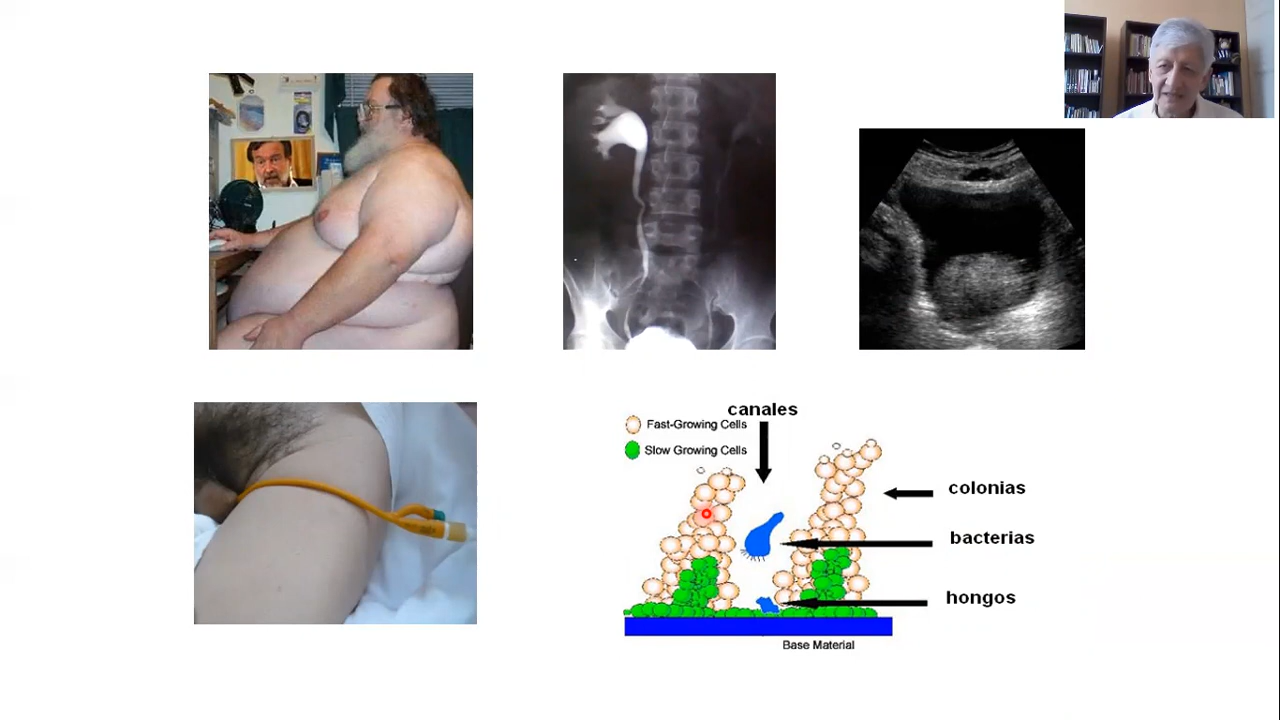 canales
Fast-Growing Cells
Slow Growing Cells
colonias
bacterias
hongos
Base Material